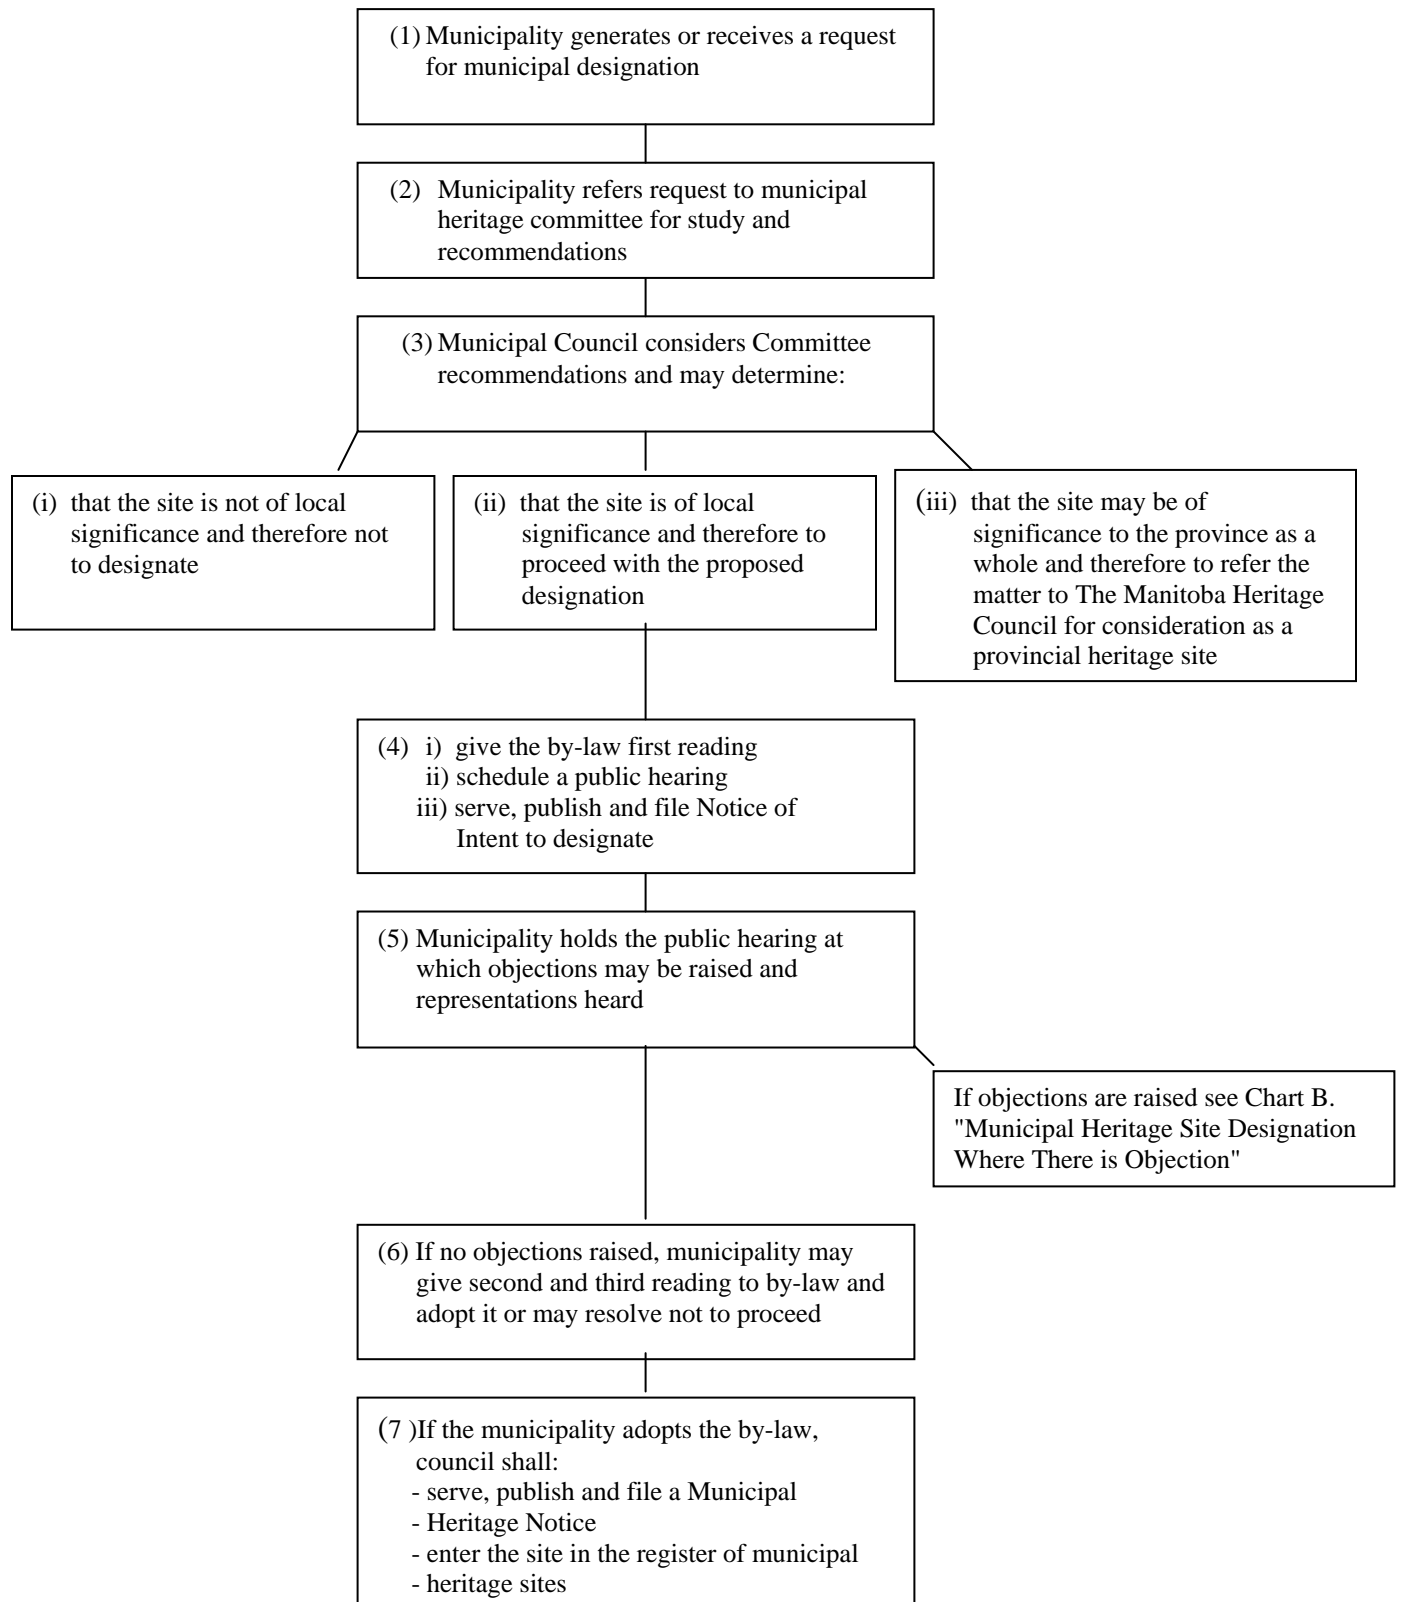 (1) Municipality generates or receives a request
for municipal designation
(2) Municipality refers request to municipal
heritage committee for study and
recommendations
(3) Municipal Council considers Committee
recommendations and may determine:
(i) that the site is not of local
significance and therefore not
to designate
(ii) that the site is of local
significance and therefore to
proceed with the proposed
designation
(iii) that the site may be of
significance to the province as a
whole and therefore to refer the
matter to The Manitoba Heritage
Council for consideration as a
provincial heritage site
(4) i) give the by-law first reading
ii) schedule a public hearing
iii) serve, publish and file Notice of
Intent to designate
(5) Municipality holds the public hearing at
which objections may be raised and
representations heard
If objections are raised see Chart B.
"Municipal Heritage Site Designation
Where There is Objection"
(6) If no objections raised, municipality may
give second and third reading to by-law and
adopt it or may resolve not to proceed
(7 )If the municipality adopts the by-law,
council shall:
- serve, publish and file a Municipal
- Heritage Notice
- enter the site in the register of municipal
- heritage sites